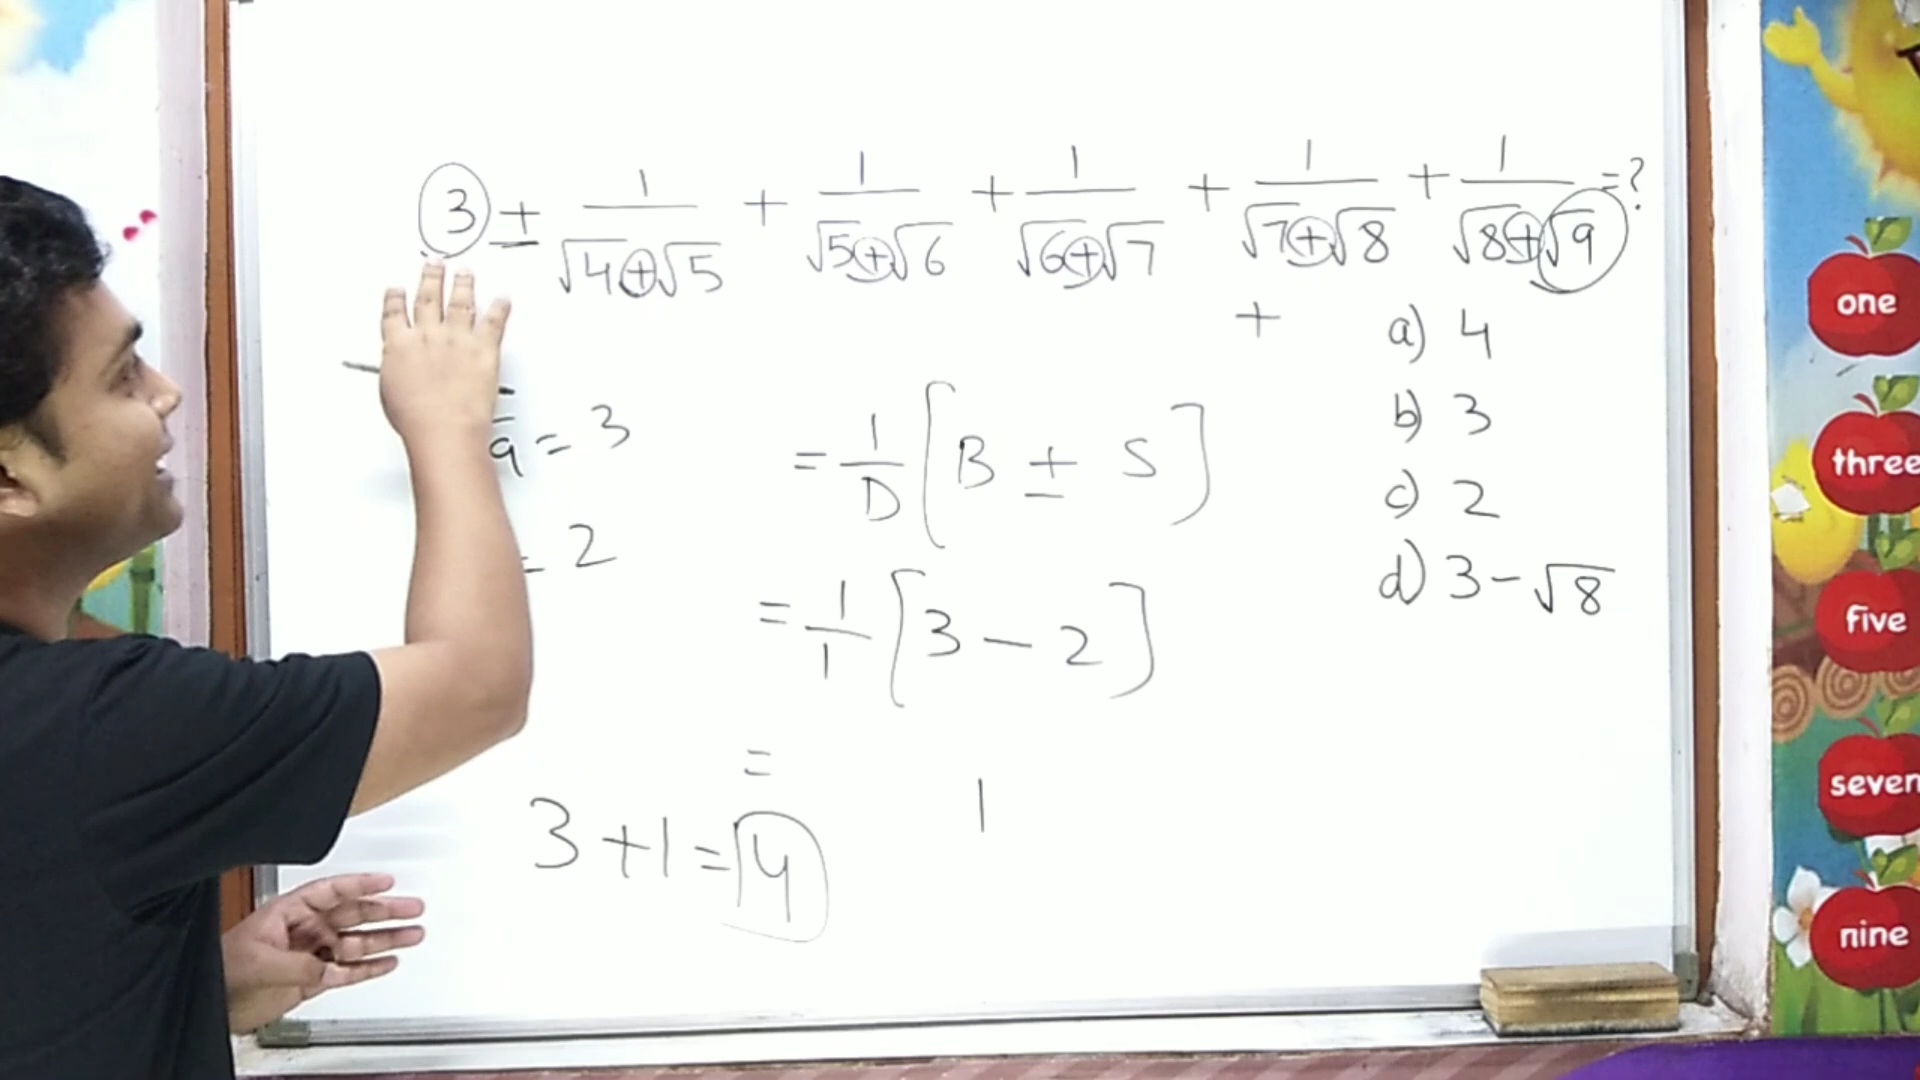 3 + 1/(√4+√5) + 1/(√5+√6) + 1/(√6+√7) + 1/(√7+√8) + 1/(√8+√9) = ?
+
a) 4
b) 3
c) 2
d) 3-√8
9 = 3
= 2
= 1/D [B ± S]
= 1/1 [3 - 2]
= 1
3 + 1 = 4
one
three
five
seven
nine